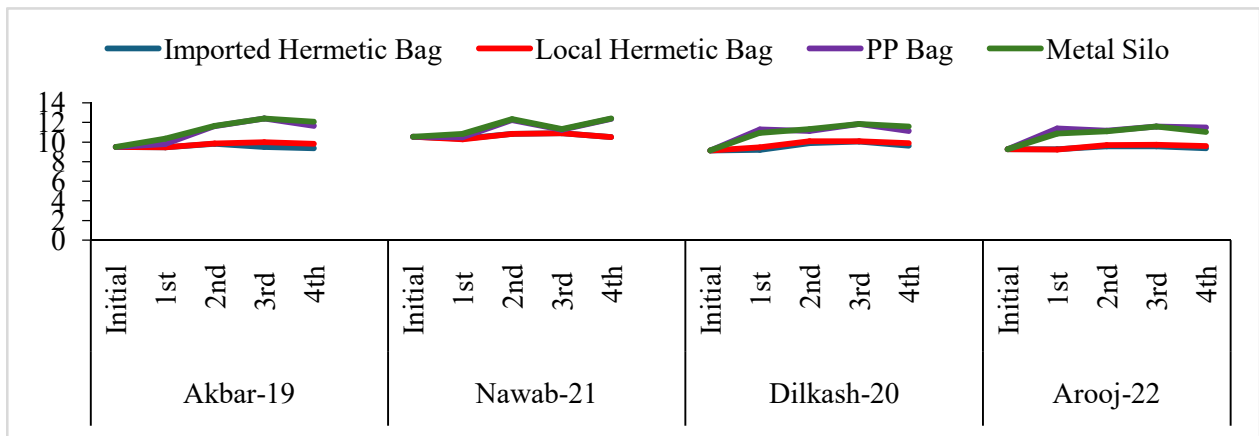 Imported Hermetic Bag Local Hermetic Bag PP Bag Metal Silo
14
12
10
8
6
4
2
0
Initial 1st 2nd 3rd 4th Initial 1st 2nd 3rd 4th Initial 1st 2nd 3rd 4th Initial 1st 2nd 3rd 4th
Akbar-19 Nawab-21 Dilkash-20 Arooj-22